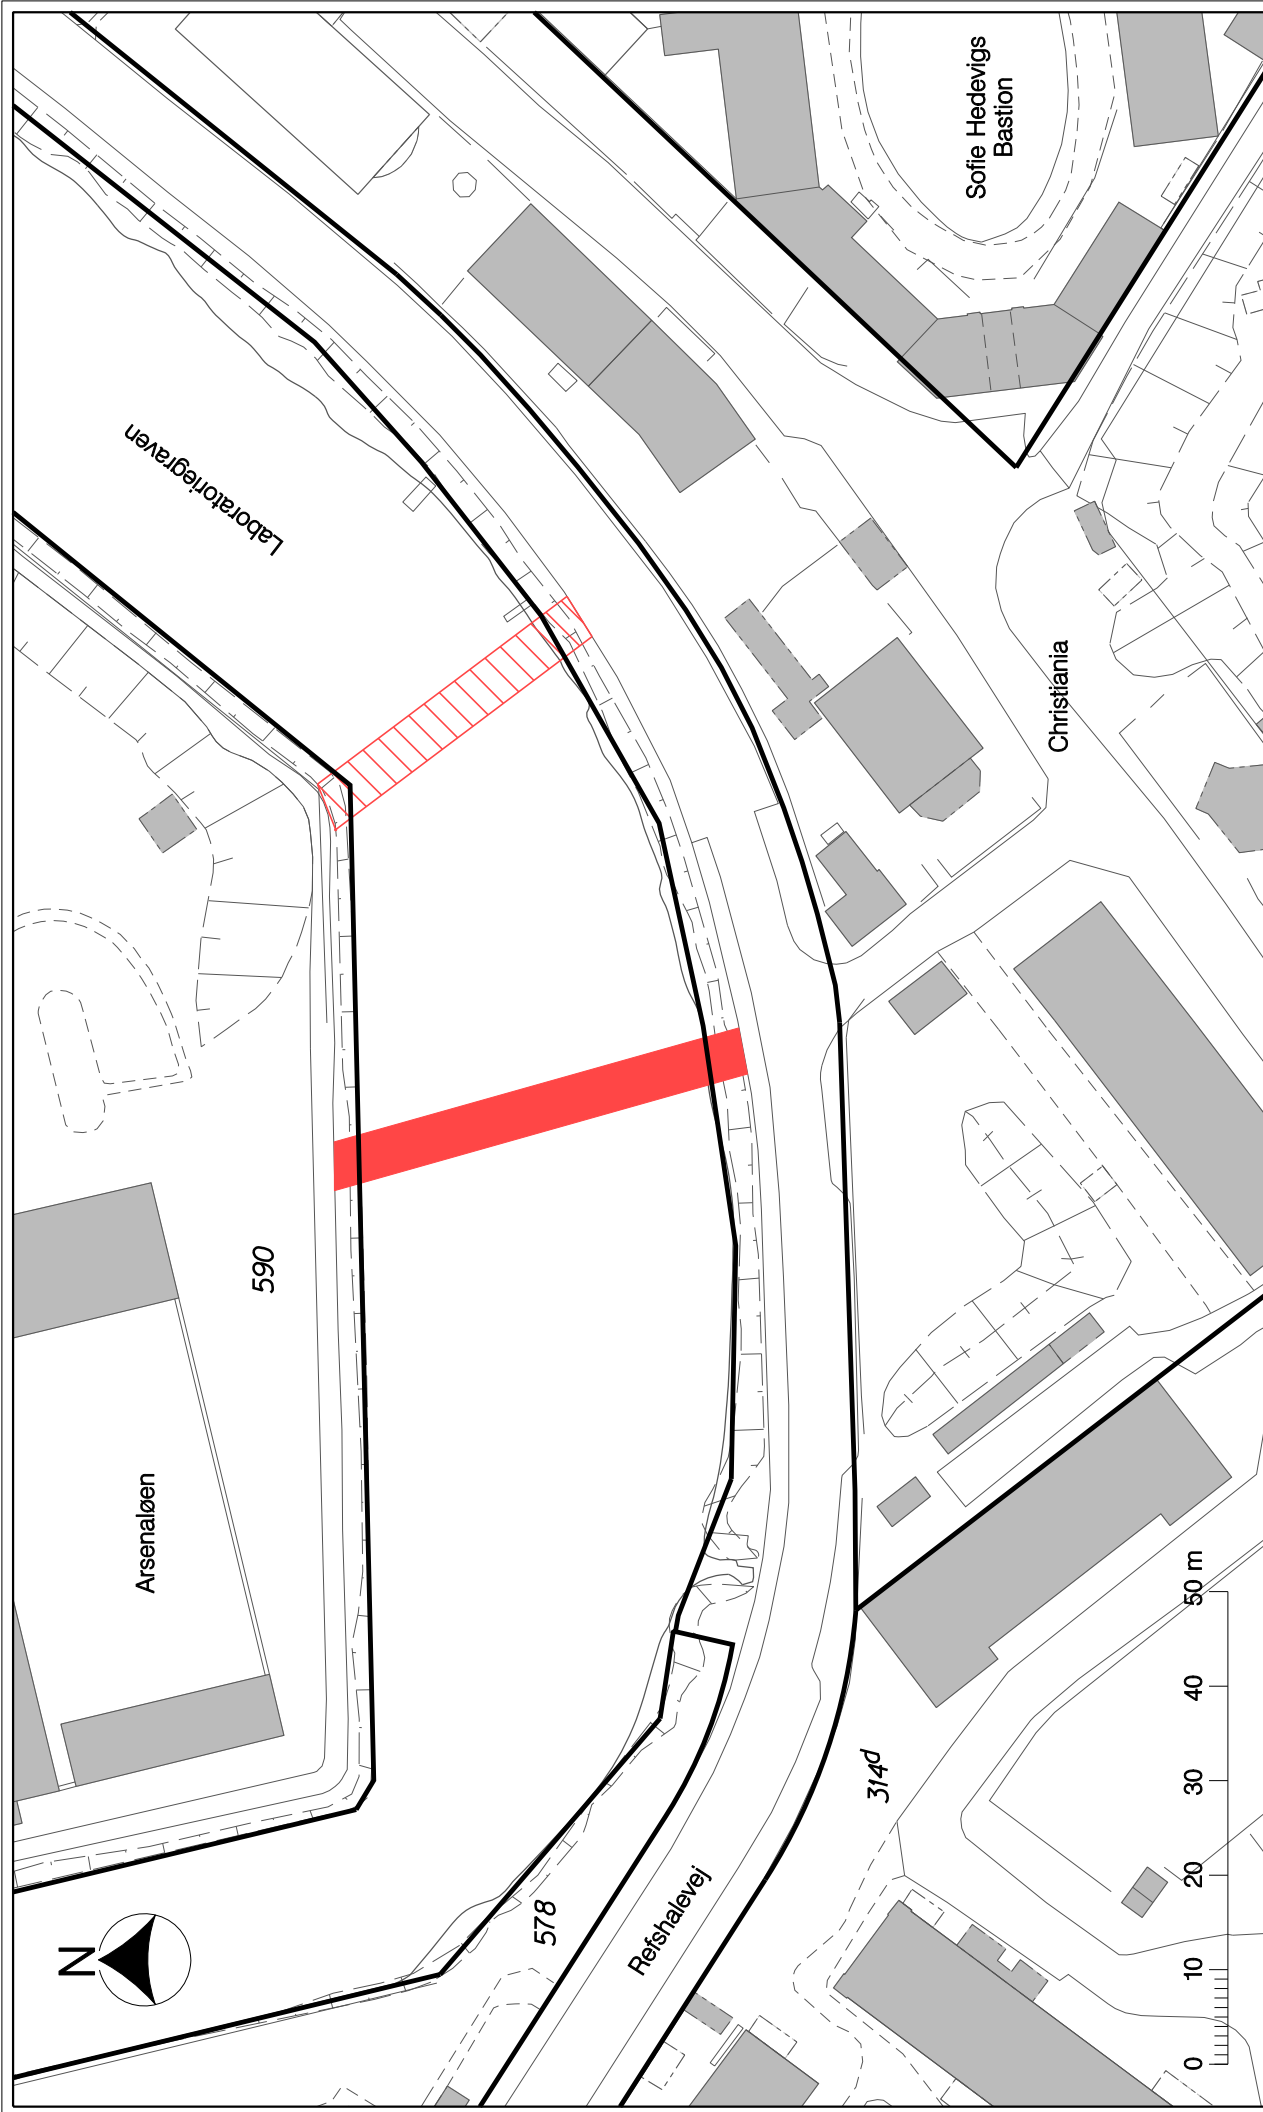 Sofie Hedevigs
Bastion
Laboratoriegraven
Christiania
590
Arsenaløen
314d
578
Refshalevej
N
0 10 20 30 40 50 m